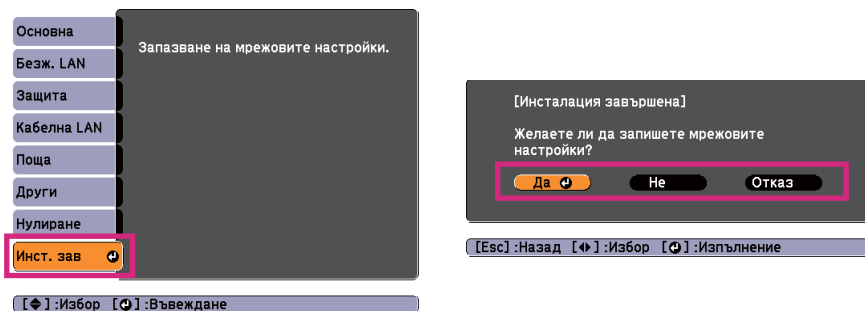 Основна
Безж. LAN
Защита
Кабелна LAN
Поща
Други
Нулиране
Инст. зав
Запазване на мрежовите настройки.
[ ] :Избор [ ] :Въвеждане
[Инсталация завършена]
Желаете ли да запишете мрежовите
настройки?
Да Не Отказ
[Esc] :Назад [ ] :Избор [ ] :Изпълнение